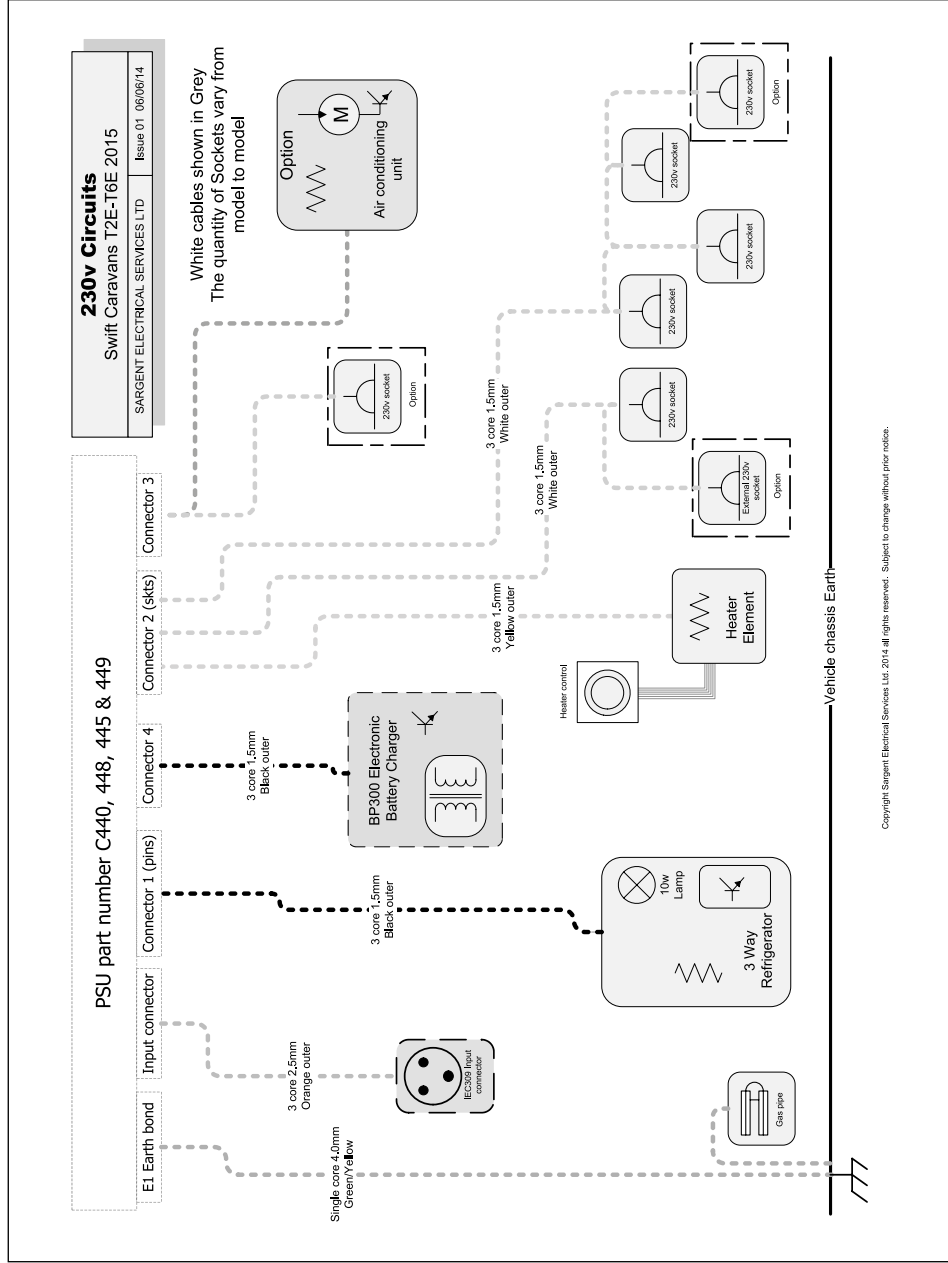 230v Circuits
Swift Caravans T2E-T6E 2015
SARGENT ELECTRICAL SERVICES LTD
Issue 01 06/06/14
White cables shown in Grey
The quantity of Sockets vary from
model to model
PSU part number C440, 448, 445 & 449
E1 Earth bond
Input connector
Connector 1 (pins)
Connector 4
Connector 2 (skts)
Connector 3
Single core 4.0mm
Green/Yellow
3 core 2.5mm
Orange outer
3 core 1.5mm
Black outer
3 core 1.5mm
Black outer
3 core 1.5mm
Yellow outer
3 core 1.5mm
White outer
3 core 1.5mm
White outer
IEC309 Input
connector
BP300 Electronic
Battery Charger
230v socket
Option
Option
M
Air conditioning
unit
Gas pipe
10w
Lamp
3 Way
Refrigerator
Heater control
Heater
Element
External 230v
socket
Option
230v socket
230v socket
230v socket
230v socket
230v socket
Option
Vehicle chassis Earth
Copyright Sargent Electrical Services Ltd. 2014 all rights reserved. Subject to change without prior notice.